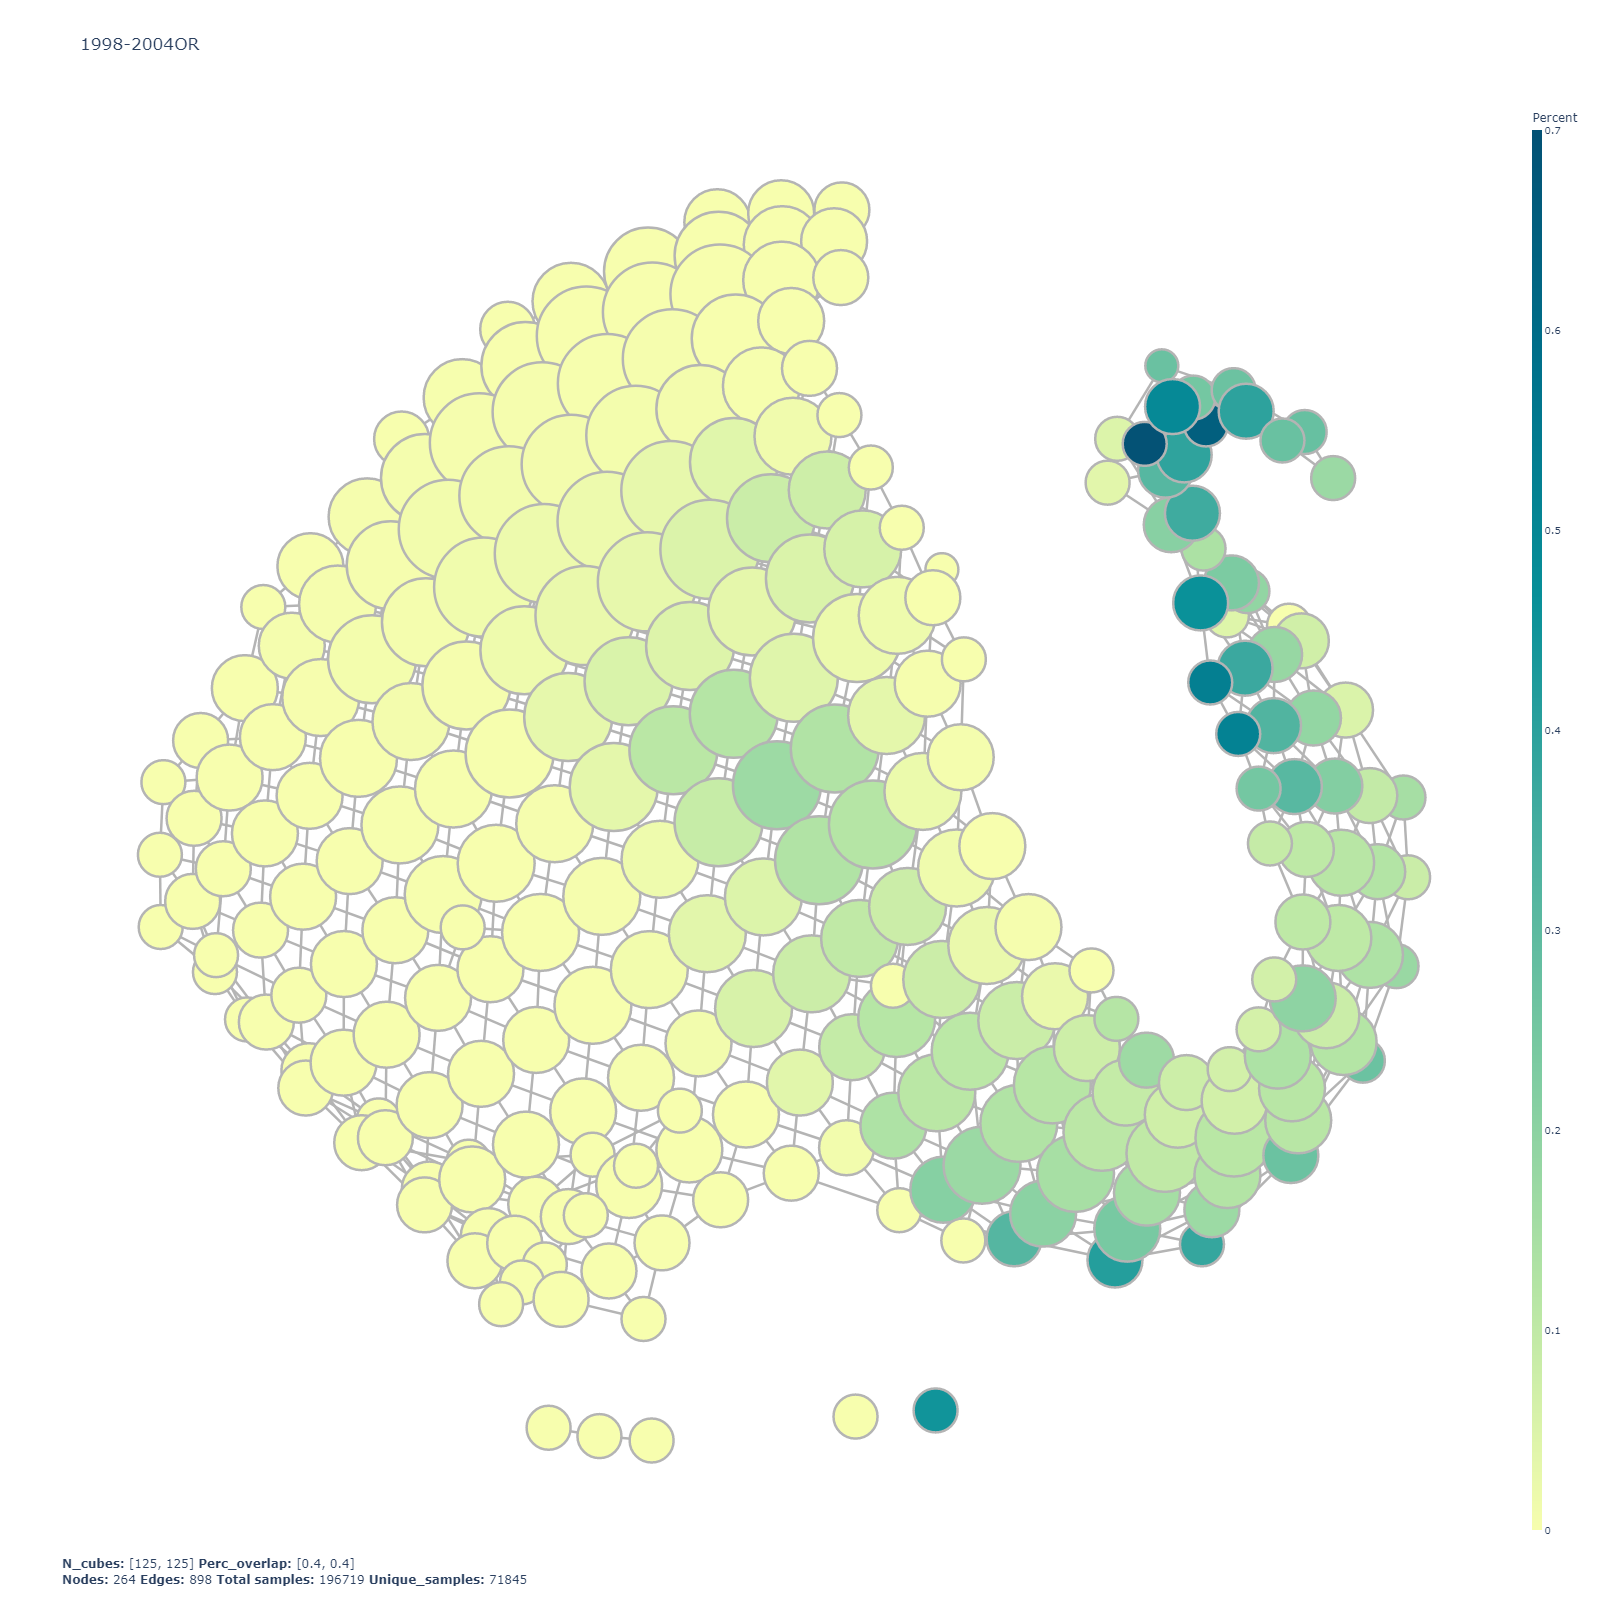 1998-2004OR
Percent
0.7
0.6
0.5
0.4
0.3
0.2
0.1
0
N_cubes: [125, 125] Perc_overlap: [0.4, 0.4]
Nodes: 264 Edges: 898 Total samples: 196719 Unique_samples: 71845